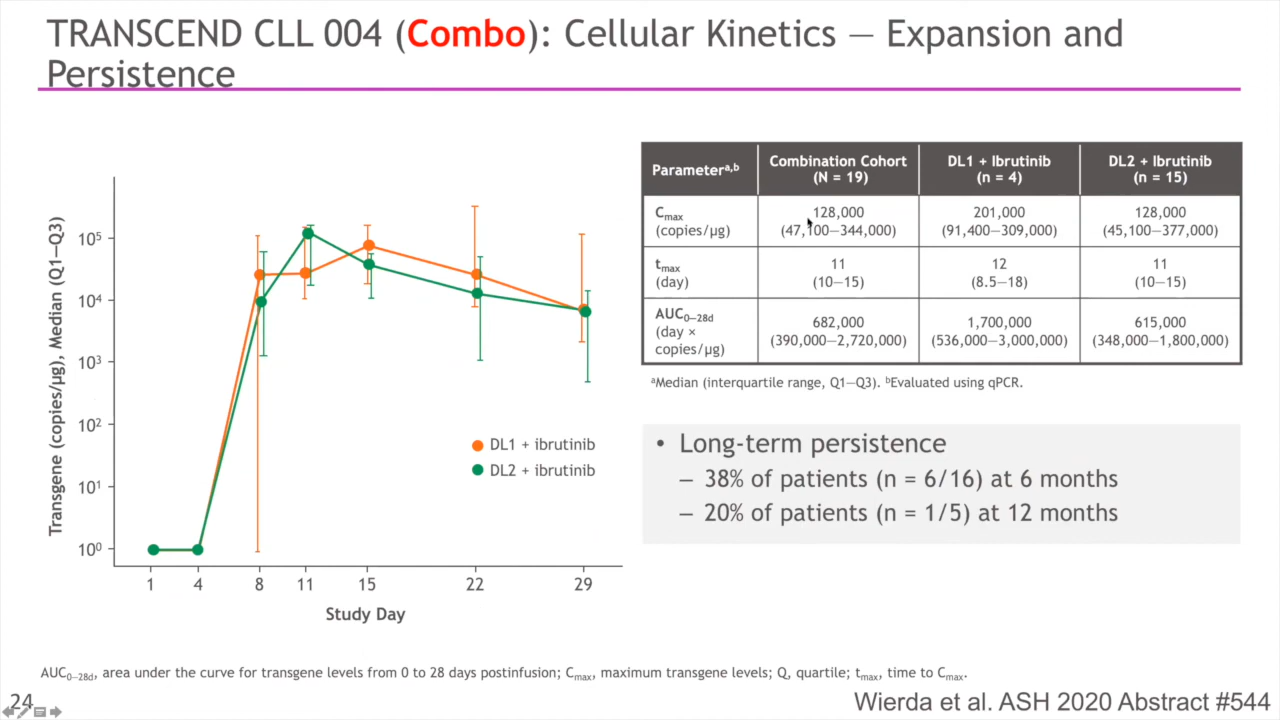 TRANSCEND CLL 004 (Combo): Cellular Kinetics — Expansion and
Persistence
Transgene (copies/µg), Median (Q1—Q3)
10⁵
10⁴
10³
10²
10¹
10⁰
DL1 + ibrutinib
DL2 + ibrutinib
1 4 8 11 15 22 29
Study Day
Parameterᵃ,ᵇ Combination Cohort (N = 19) DL1 + Ibrutinib (n = 4) DL2 + Ibrutinib (n = 15)
Cmax (copies/µg) 128,000 (47,100—344,000) 201,000 (91,400—309,000) 128,000 (45,100—377,000)
tmax (day) 11 (10—15) 12 (8.5—18) 11 (10—15)
AUC0—28d (day × copies/µg) 682,000 (390,000—2,720,000) 1,700,000 (536,000—3,000,000) 615,000 (348,000—1,800,000)
ᵃMedian (interquartile range, Q1—Q3). ᵇEvaluated using qPCR.
• Long-term persistence
– 38% of patients (n = 6/16) at 6 months
– 20% of patients (n = 1/5) at 12 months
AUC0—28d, area under the curve for transgene levels from 0 to 28 days postinfusion; Cmax, maximum transgene levels; Q, quartile; tmax, time to Cmax.
24
Wierda et al. ASH 2020 Abstract #544